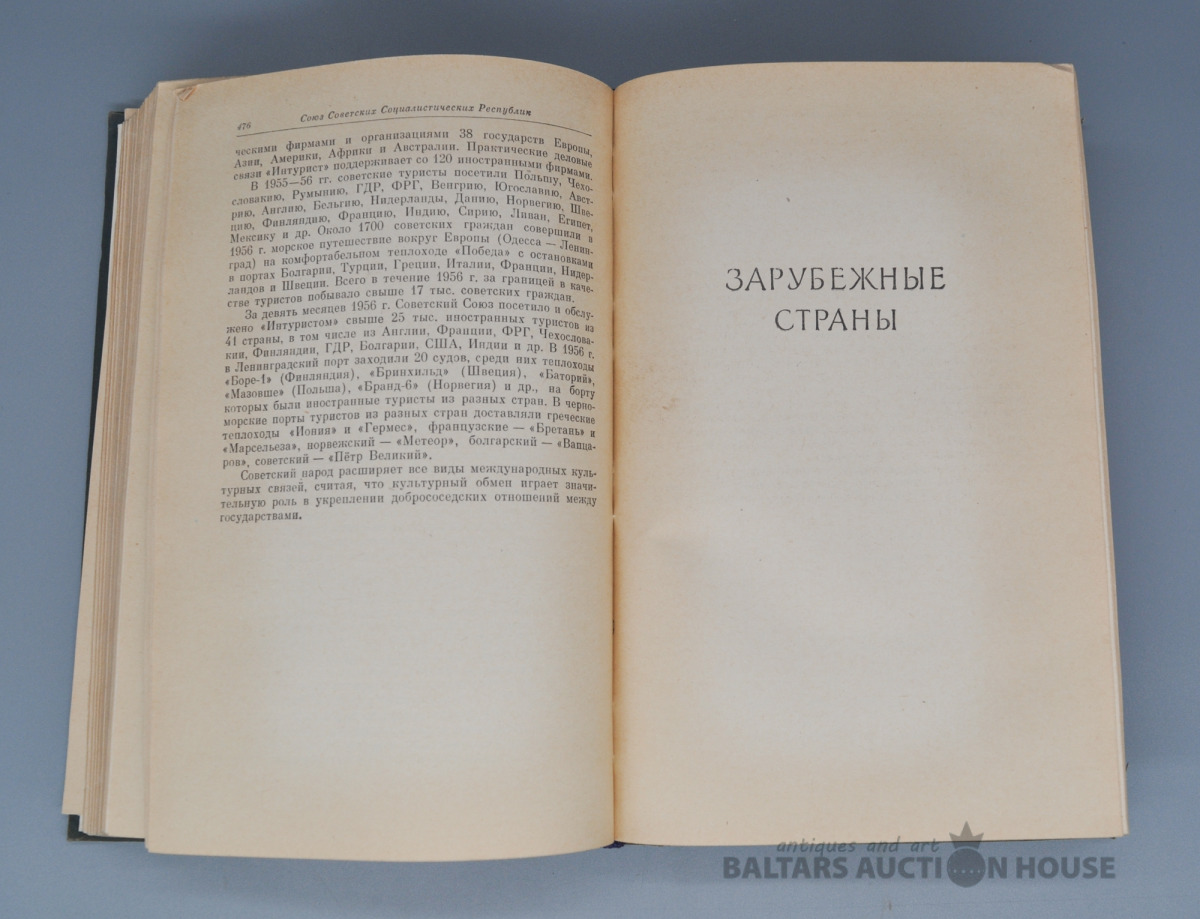 476
Союз Советских Социалистических Республик
ческими фирмами и организациями 38 государств Европы,
Азии, Америки, Африки и Австралии. Практические деловые
связи «Интурист» поддерживает со 120 иностранными фирмами.
В 1955—56 гг. советские туристы посетили Польшу, Чехо-
словакию, Румынию, ГДР, ФРГ, Венгрию, Югославию, Авст-
рию, Англию, Бельгию, Нидерланды, Данию, Норвегию, Шве-
цию, Финляндию, Францию, Индию, Сирию, Ливан, Египет,
Мексику и др. Около 1700 советских граждан совершили в
1956 г. морское путешествие вокруг Европы (Одесса — Ленин-
град) на комфортабельном теплоходе «Победа» с остановками
в портах Болгарии, Турции, Греции, Италии, Франции, Нидер-
ландов и Швеции. Всего в течение 1956 г. за границей в каче-
стве туристов побывало свыше 17 тыс. советских граждан.
За девять месяцев 1956 г. Советский Союз посетило и обслу-
жено «Интуристом» свыше 25 тыс. иностранных туристов из
41 страны, в том числе из Англии, Франции, ФРГ, Чехослова-
кии, Финляндии, ГДР, Болгарии, США, Индии и др. В 1956 г.
в Ленинградский порт заходили 20 судов, среди них теплоходы
«Боре-1» (Финляндия), «Бринхильд» (Швеция), «Баторий»,
«Мазовше» (Польша), «Бранд-6» (Норвегия) и др., на борту
которых были иностранные туристы из разных стран. В черно-
морские порты туристов из разных стран доставляли греческие
теплоходы «Иония» и «Гермес», французские — «Бретань» и
«Марсельеза», норвежский — «Метеор», болгарский — «Вапца-
ров», советский — «Пётр Великий».
Советский народ расширяет все виды международных куль-
турных связей, считая, что культурный обмен играет значи-
тельную роль в укреплении добрососедских отношений между
государствами.
ЗАРУБЕЖНЫЕ
СТРАНЫ
antiques and art
BALTARS AUCTION HOUSE